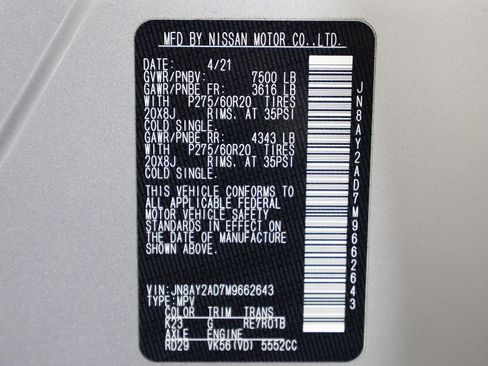 MFD BY NISSAN MOTOR CO.,LTD.
DATE: 4/21
GVWR/PNBV: 7500 LB
GAWR/PNBE FR: 3616 LB
WITH P275/60R20 TIRES
20X8J RIMS. AT 35PSI
COLD SINGLE.
GAWR/PNBE RR: 4343 LB
WITH P275/60R20 TIRES
20X8J RIMS. AT 35PSI
COLD SINGLE.
THIS VEHICLE CONFORMS TO
ALL APPLICABLE FEDERAL
MOTOR VEHICLE SAFETY
STANDARDS IN EFFECT ON
THE DATE OF MANUFACTURE
SHOWN ABOVE.
VIN: JN8AY2AD7M9662643
TYPE: MPV
COLOR TRIM TRANS
K23 G RE7R01B
AXLE ENGINE
RD29 VK56(VD) 5552CC
JN8AY2AD7M9662643